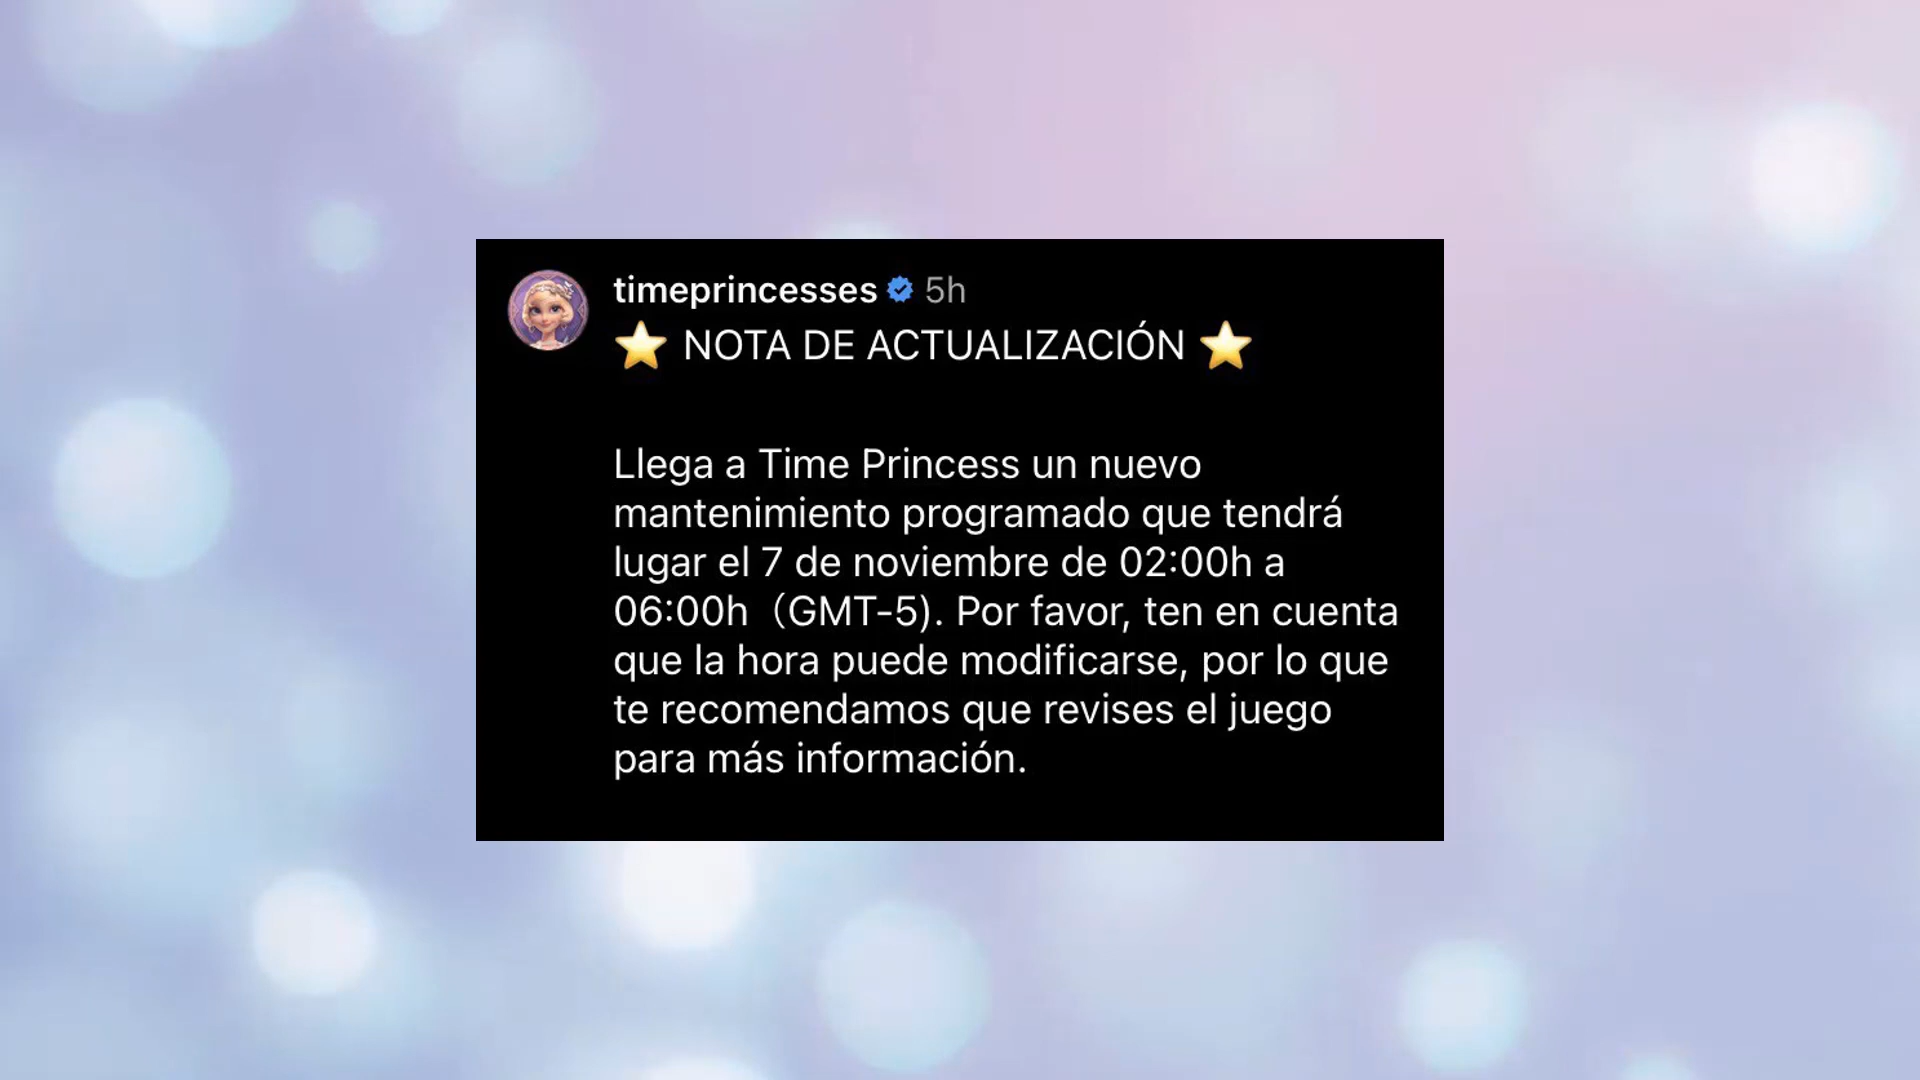 timeprincesses 5h
⭐ NOTA DE ACTUALIZACIÓN ⭐
Llega a Time Princess un nuevo
mantenimiento programado que tendrá
lugar el 7 de noviembre de 02:00h a
06:00h（GMT-5). Por favor, ten en cuenta
que la hora puede modificarse, por lo que
te recomendamos que revises el juego
para más información.